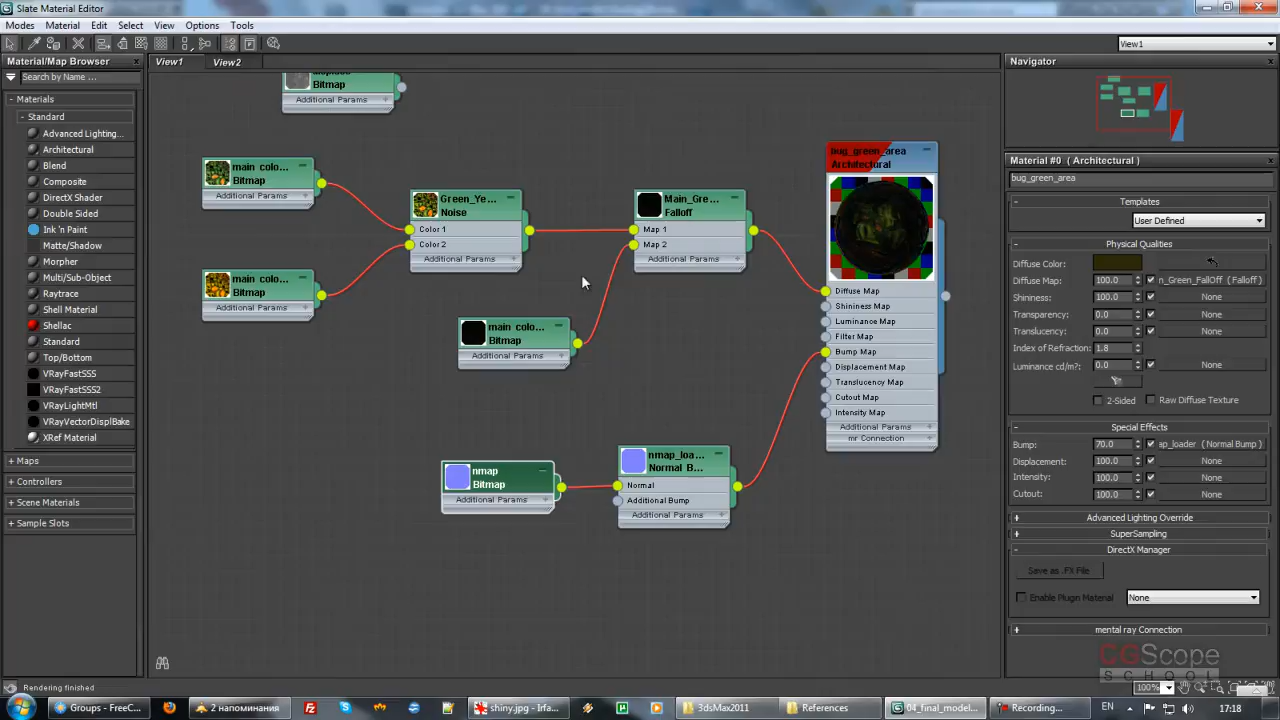 Slate Material Editor
Modes Material Edit Select View Options Tools
View1
Material/Map Browser
Search by Name ...
- Materials
- Standard
Advanced Lighting...
Architectural
Blend
Composite
DirectX Shader
Double Sided
Ink 'n Paint
Matte/Shadow
Morpher
Multi/Sub-Object
Raytrace
Shell Material
Shellac
Standard
Top/Bottom
VRayFastSSS
VRayFastSSS2
VRayLightMtl
VRayVectorDisplBake
XRef Material
+ Maps
+ Controllers
+ Scene Materials
+ Sample Slots
View1 View2
Bitmap
Additional Params +
main colo...
Bitmap
Additional Params +
main colo...
Bitmap
Additional Params +
Green_Ye...
Noise
Color 1
Color 2
Additional Params +
main colo...
Bitmap
Additional Params +
Main_Gre...
Falloff
Map 1
Map 2
Additional Params +
nmap
Bitmap
Additional Params +
nmap_loa...
Normal B...
Normal
Additional Bump
Additional Params +
bug_green_area
Architectural
Diffuse Map
Shininess Map
Luminance Map
Filter Map
Bump Map
Displacement Map
Translucency Map
Cutout Map
Intensity Map
Additional Params +
mr Connection +
Navigator
Material #0 ( Architectural )
bug_green_area
- Templates
User Defined
- Physical Qualities
Diffuse Color:
Diffuse Map: 100.0 n_Green_FallOff ( Falloff )
Shininess: 100.0 None
Transparency: 0.0 None
Translucency: 0.0 None
Index of Refraction: 1.8
Luminance cd/m?: 0.0 None
2-Sided Raw Diffuse Texture
- Special Effects
Bump: 70.0 ap_loader ( Normal Bump )
Displacement: 100.0 None
Intensity: 100.0 None
Cutout: 100.0 None
+ Advanced Lighting Override
+ SuperSampling
- DirectX Manager
Save as .FX File
Enable Plugin Material None
+ mental ray Connection
CGScope
SCHOOL
Rendering finished
100%
Groups - FreeC...
2 напоминания
shiny.jpg - Irfa...
3dsMax2011
References
04_final_model...
Recording...
EN
17:18